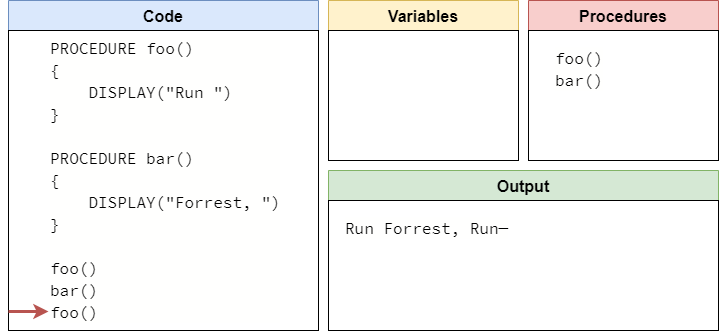 Code
PROCEDURE foo()
{
    DISPLAY("Run ")
}
PROCEDURE bar()
{
    DISPLAY("Forrest, ")
}
foo()
bar()
foo()
Variables
Procedures
foo()
bar()
Output
Run Forrest, Run—